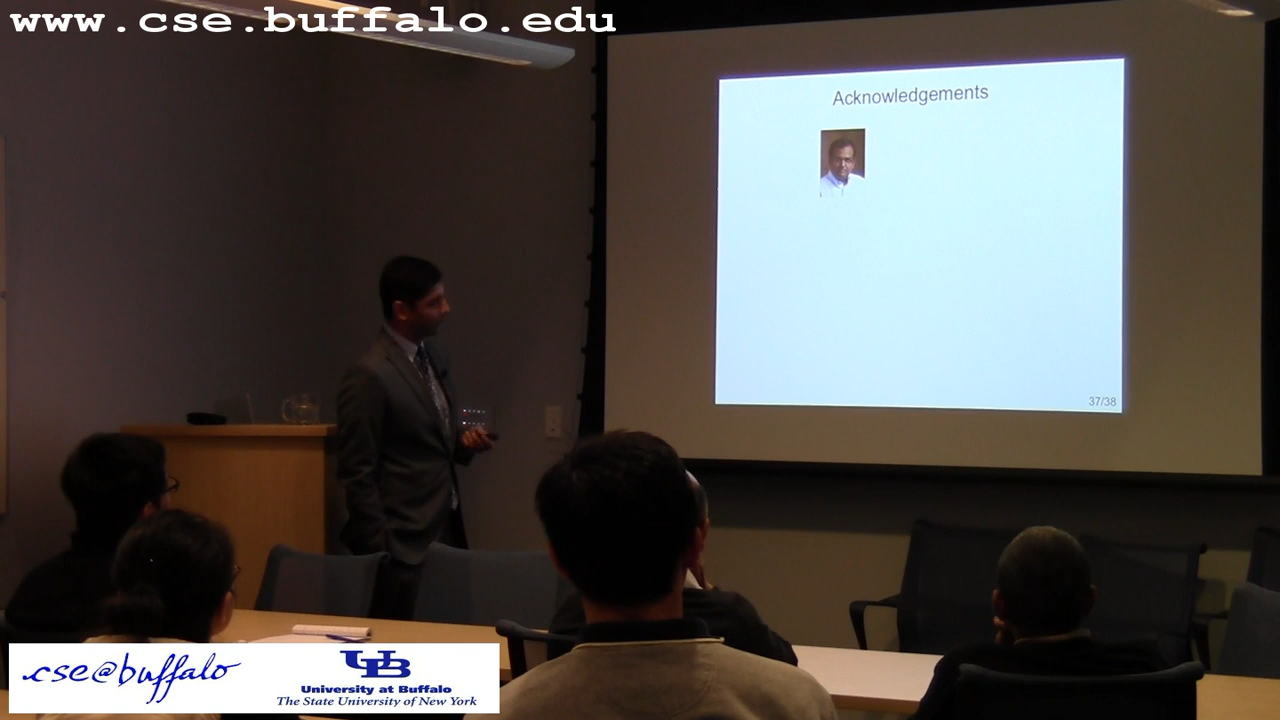 www.cse.buffalo.edu
Acknowledgements
37/38
cse@buffalo
UB
University at Buffalo
The State University of New York